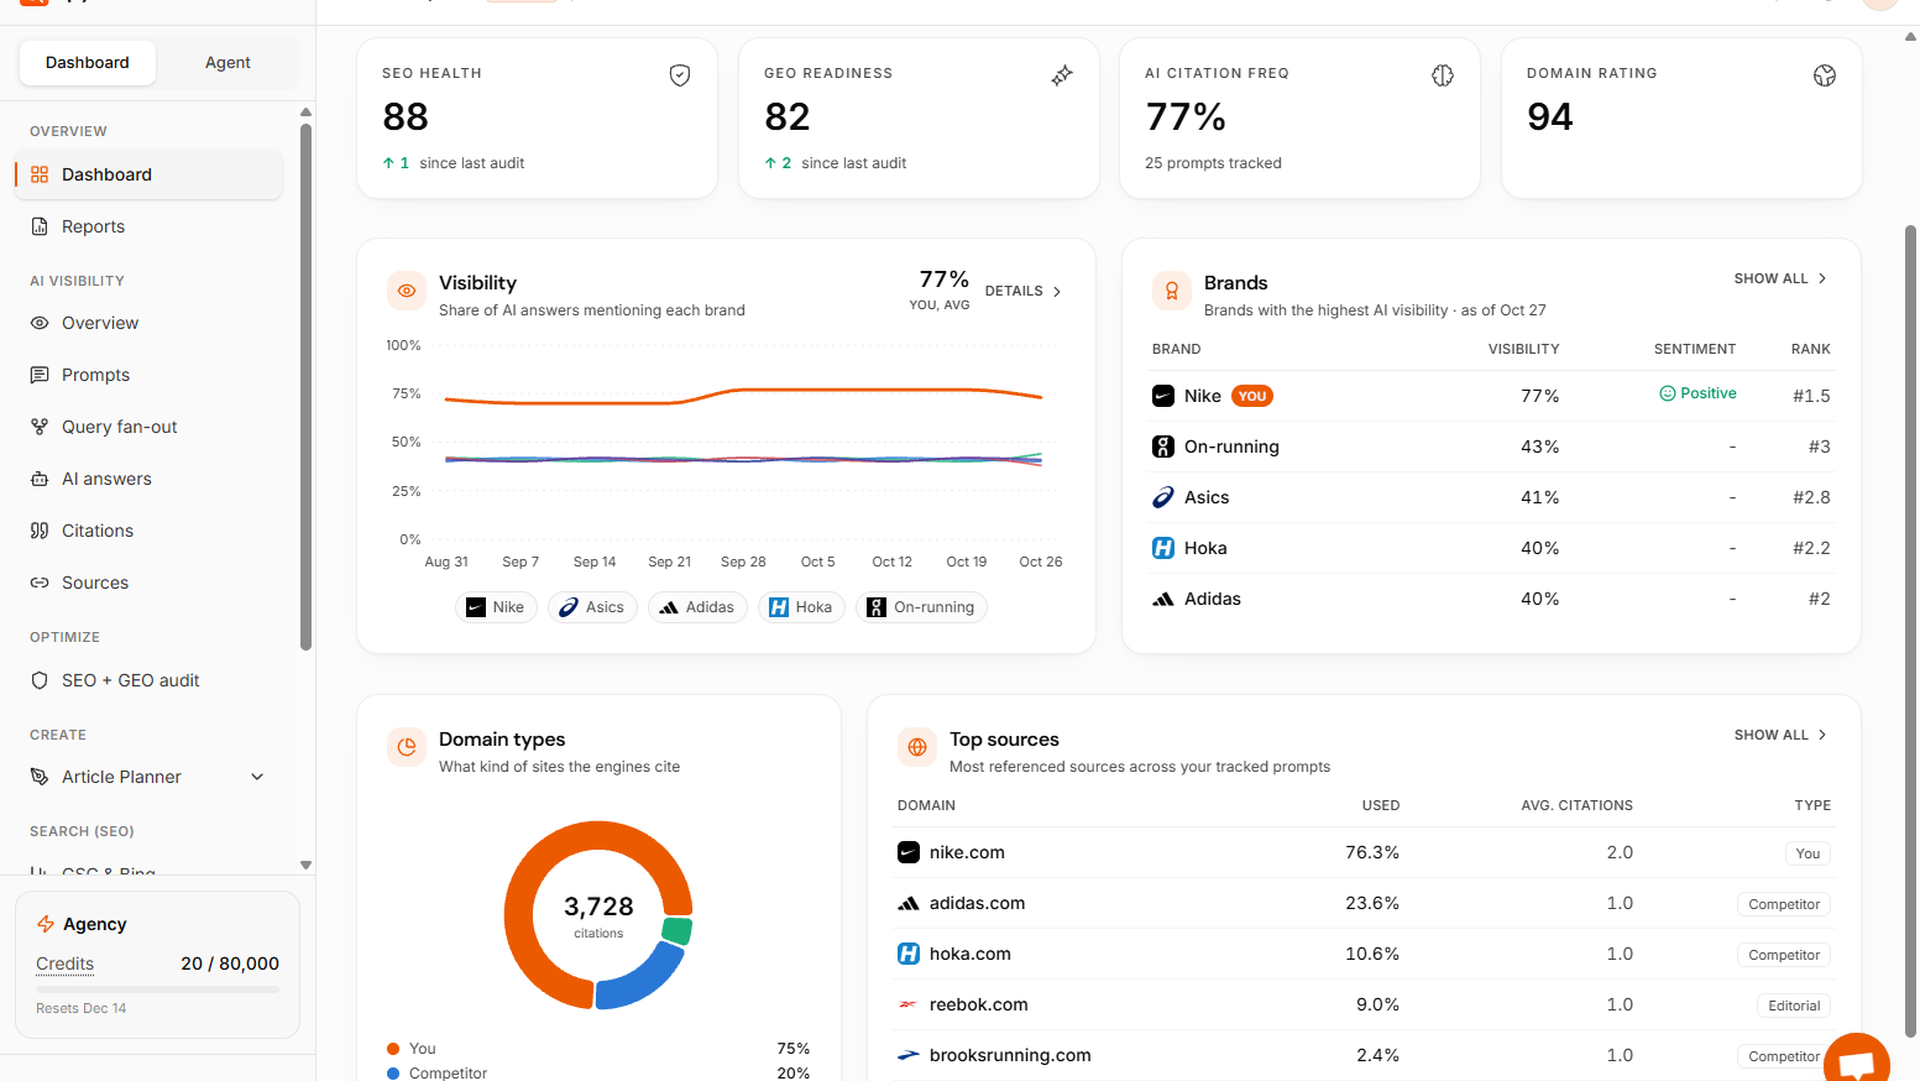 Dashboard
Agent
OVERVIEW
Dashboard
Reports
AI VISIBILITY
Overview
Prompts
Query fan-out
AI answers
Citations
Sources
OPTIMIZE
SEO + GEO audit
CREATE
Article Planner
SEARCH (SEO)
GSC & Bing
Agency
Credits 20 / 80,000
Resets Dec 14
SEO HEALTH
88
↑ 1 since last audit
GEO READINESS
82
↑ 2 since last audit
AI CITATION FREQ
77%
25 prompts tracked
DOMAIN RATING
94
Visibility
Share of AI answers mentioning each brand
77%
YOU, AVG
DETAILS
100%
75%
50%
25%
0%
Aug 31 Sep 7 Sep 14 Sep 21 Sep 28 Oct 5 Oct 12 Oct 19 Oct 26
Nike Asics Adidas Hoka On-running
Brands
Brands with the highest AI visibility · as of Oct 27
SHOW ALL
BRAND VISIBILITY SENTIMENT RANK
Nike YOU 77% Positive #1.5
On-running 43% - #3
Asics 41% - #2.8
Hoka 40% - #2.2
Adidas 40% - #2
Domain types
What kind of sites the engines cite
3,728
citations
You 75%
Competitor 20%
Top sources
Most referenced sources across your tracked prompts
SHOW ALL
DOMAIN USED AVG. CITATIONS TYPE
nike.com 76.3% 2.0 You
adidas.com 23.6% 1.0 Competitor
hoka.com 10.6% 1.0 Competitor
reebok.com 9.0% 1.0 Editorial
brooksrunning.com 2.4% 1.0 Competitor